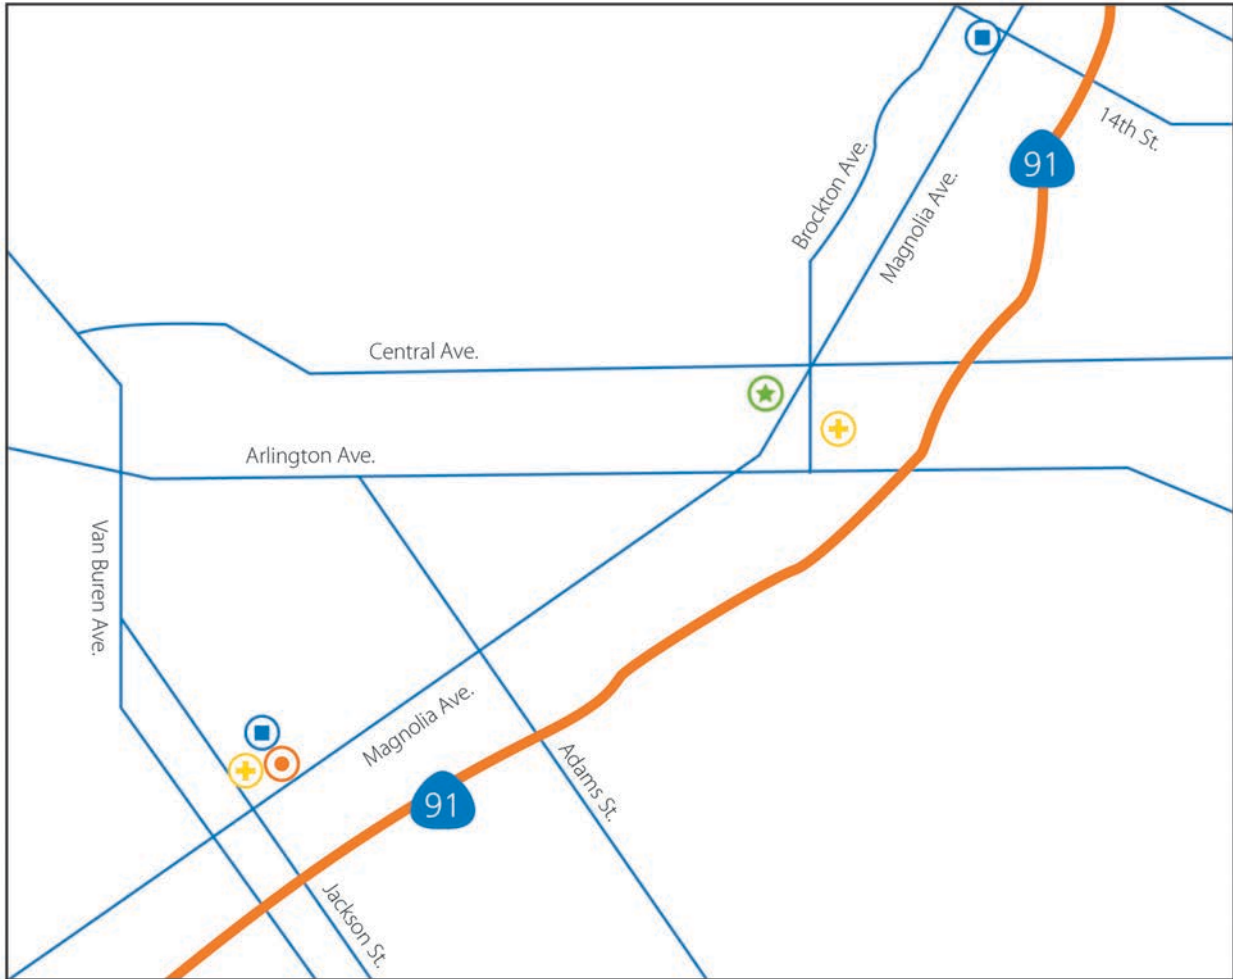 14th St.
91
Brockton Ave.
Magnolia Ave.
Central Ave.
Arlington Ave.
Van Buren Ave.
Magnolia Ave.
Adams St.
91
Jackson St.